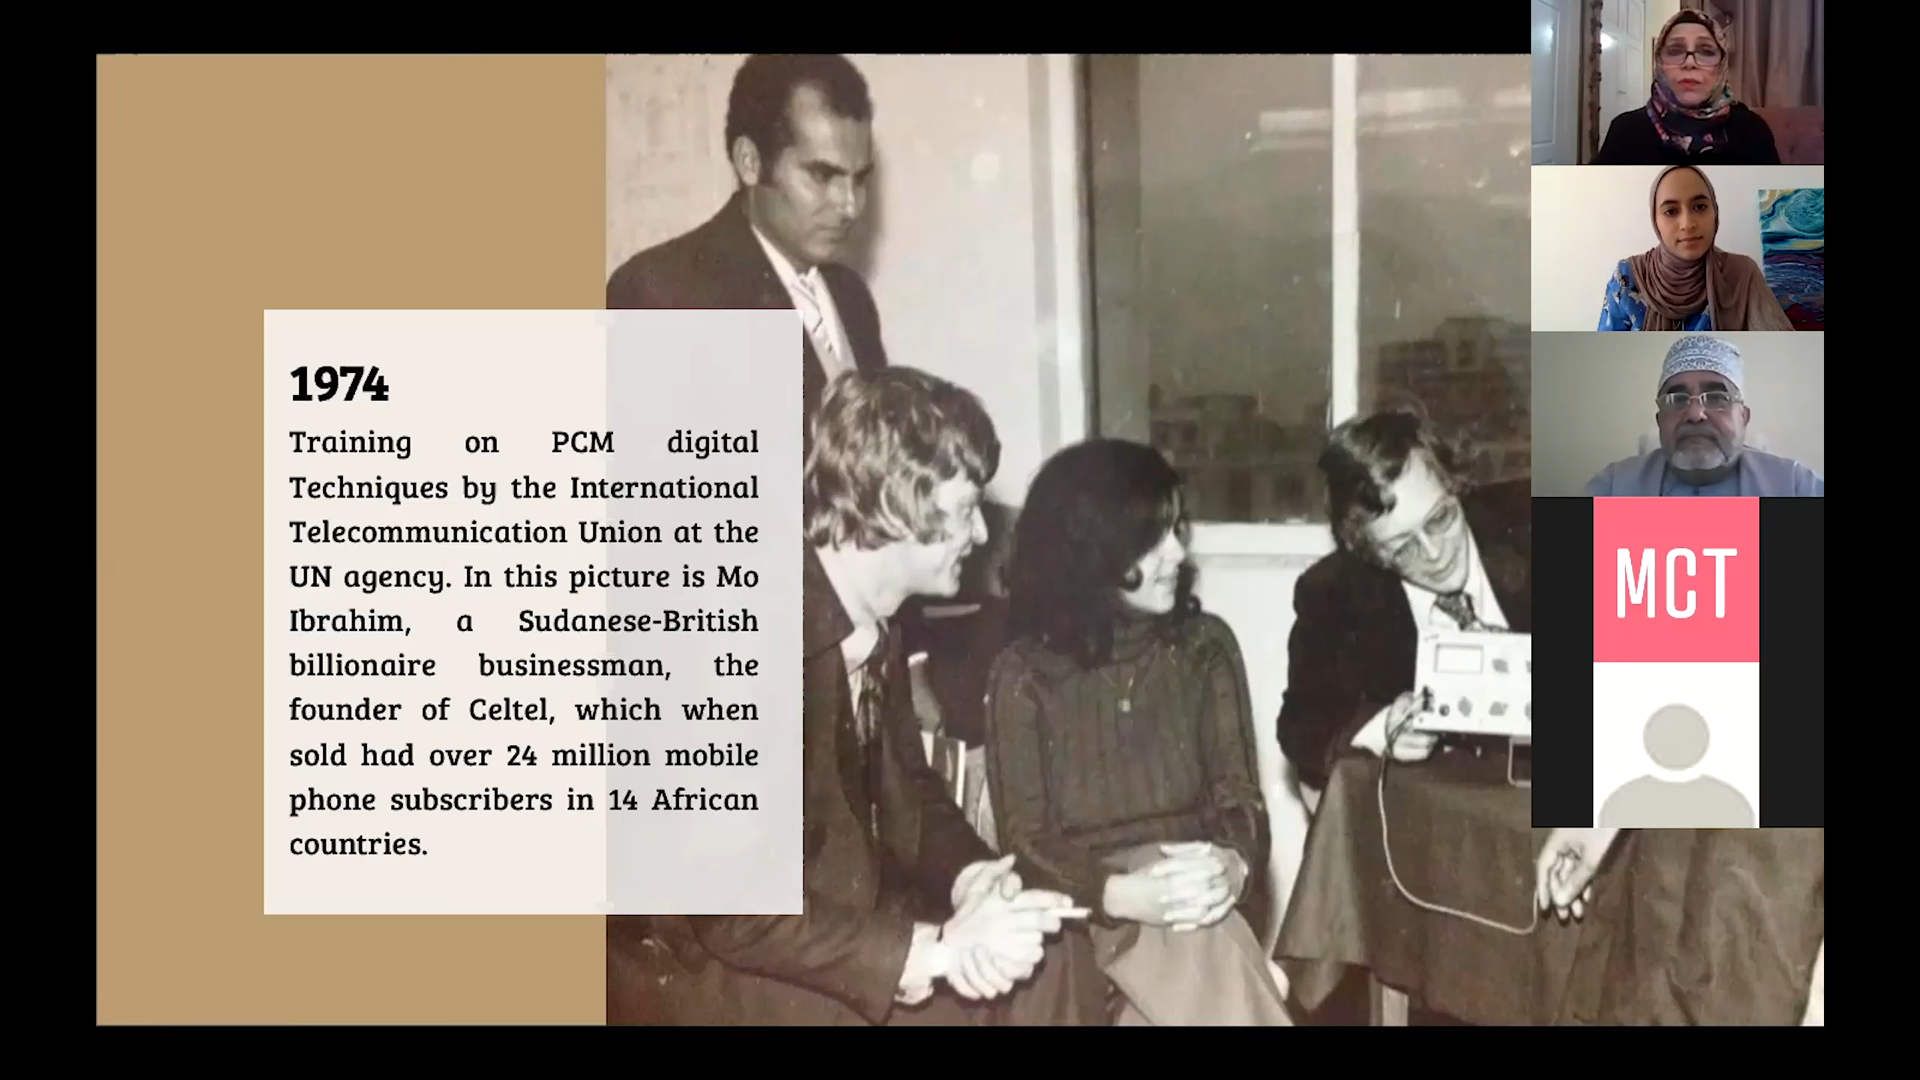 1974
Training on PCM digital
Techniques by the International
Telecommunication Union at the
UN agency. In this picture is Mo
Ibrahim, a Sudanese-British
billionaire businessman, the
founder of Celtel, which when
sold had over 24 million mobile
phone subscribers in 14 African
countries.
MCT